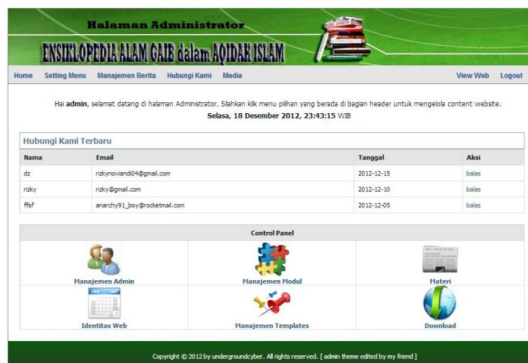 Halaman Administrator
ENSIKLOPEDIA ALAM GAIB dalam AQIDAH ISLAM
Home Setting Menu Manajemen Berita Hubungi Kami Media View Web Logout
Hai admin, selamat datang di halaman Administrator. Silahkan klik menu pilihan yang berada di bagian header untuk mengelola content website.
Selasa, 18 Desember 2012, 23:43:15 WIB
Hubungi Kami Terbaru
Nama Email Tanggal Aksi
dz rizkynoviandi04@gmail.com 2012-12-15 balas
rizky rizky@gmail.com 2012-12-10 balas
ffsf anarchy91_boy@rocketmail.com 2012-12-05 balas
Control Panel
Manajemen Admin Manajemen Modul Materi
Identitas Web Manajemen Templates Download
Copyright © 2012 by undergroundcyber. All rights reserved. [ admin theme edited by my friend ]